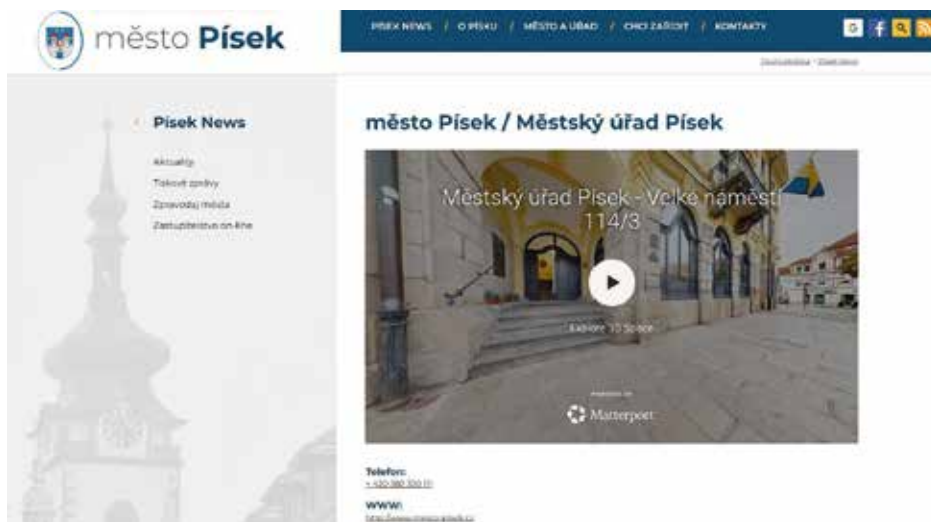 město Písek
PÍSEK NEWS / O PÍSKU / MĚSTO A ÚŘAD / CHCI ZAŘÍDIT / KONTAKTY
Písek News
Aktuality
Tiskové zprávy
Zpravodaj města
Zastupitelstvo on-line
město Písek / Městský úřad Písek
Městský úřad Písek - Velké náměstí
114/3
Explore 3D Space
Matterport
Telefon:
WWW: